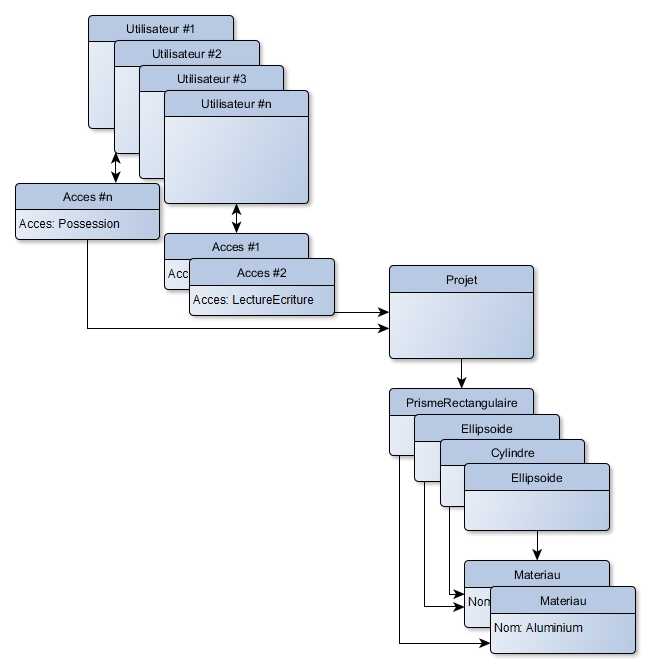 Utilisateur #1
Utilisateur #2
Utilisateur #3
Utilisateur #n
Acces #n
Acces: Possession
Acces #1
Acc
Acces #2
Acces: LectureEcriture
Projet
PrismeRectangulaire
Ellipsoide
Cylindre
Ellipsoide
Materiau
Nom
Materiau
Nom: Aluminium